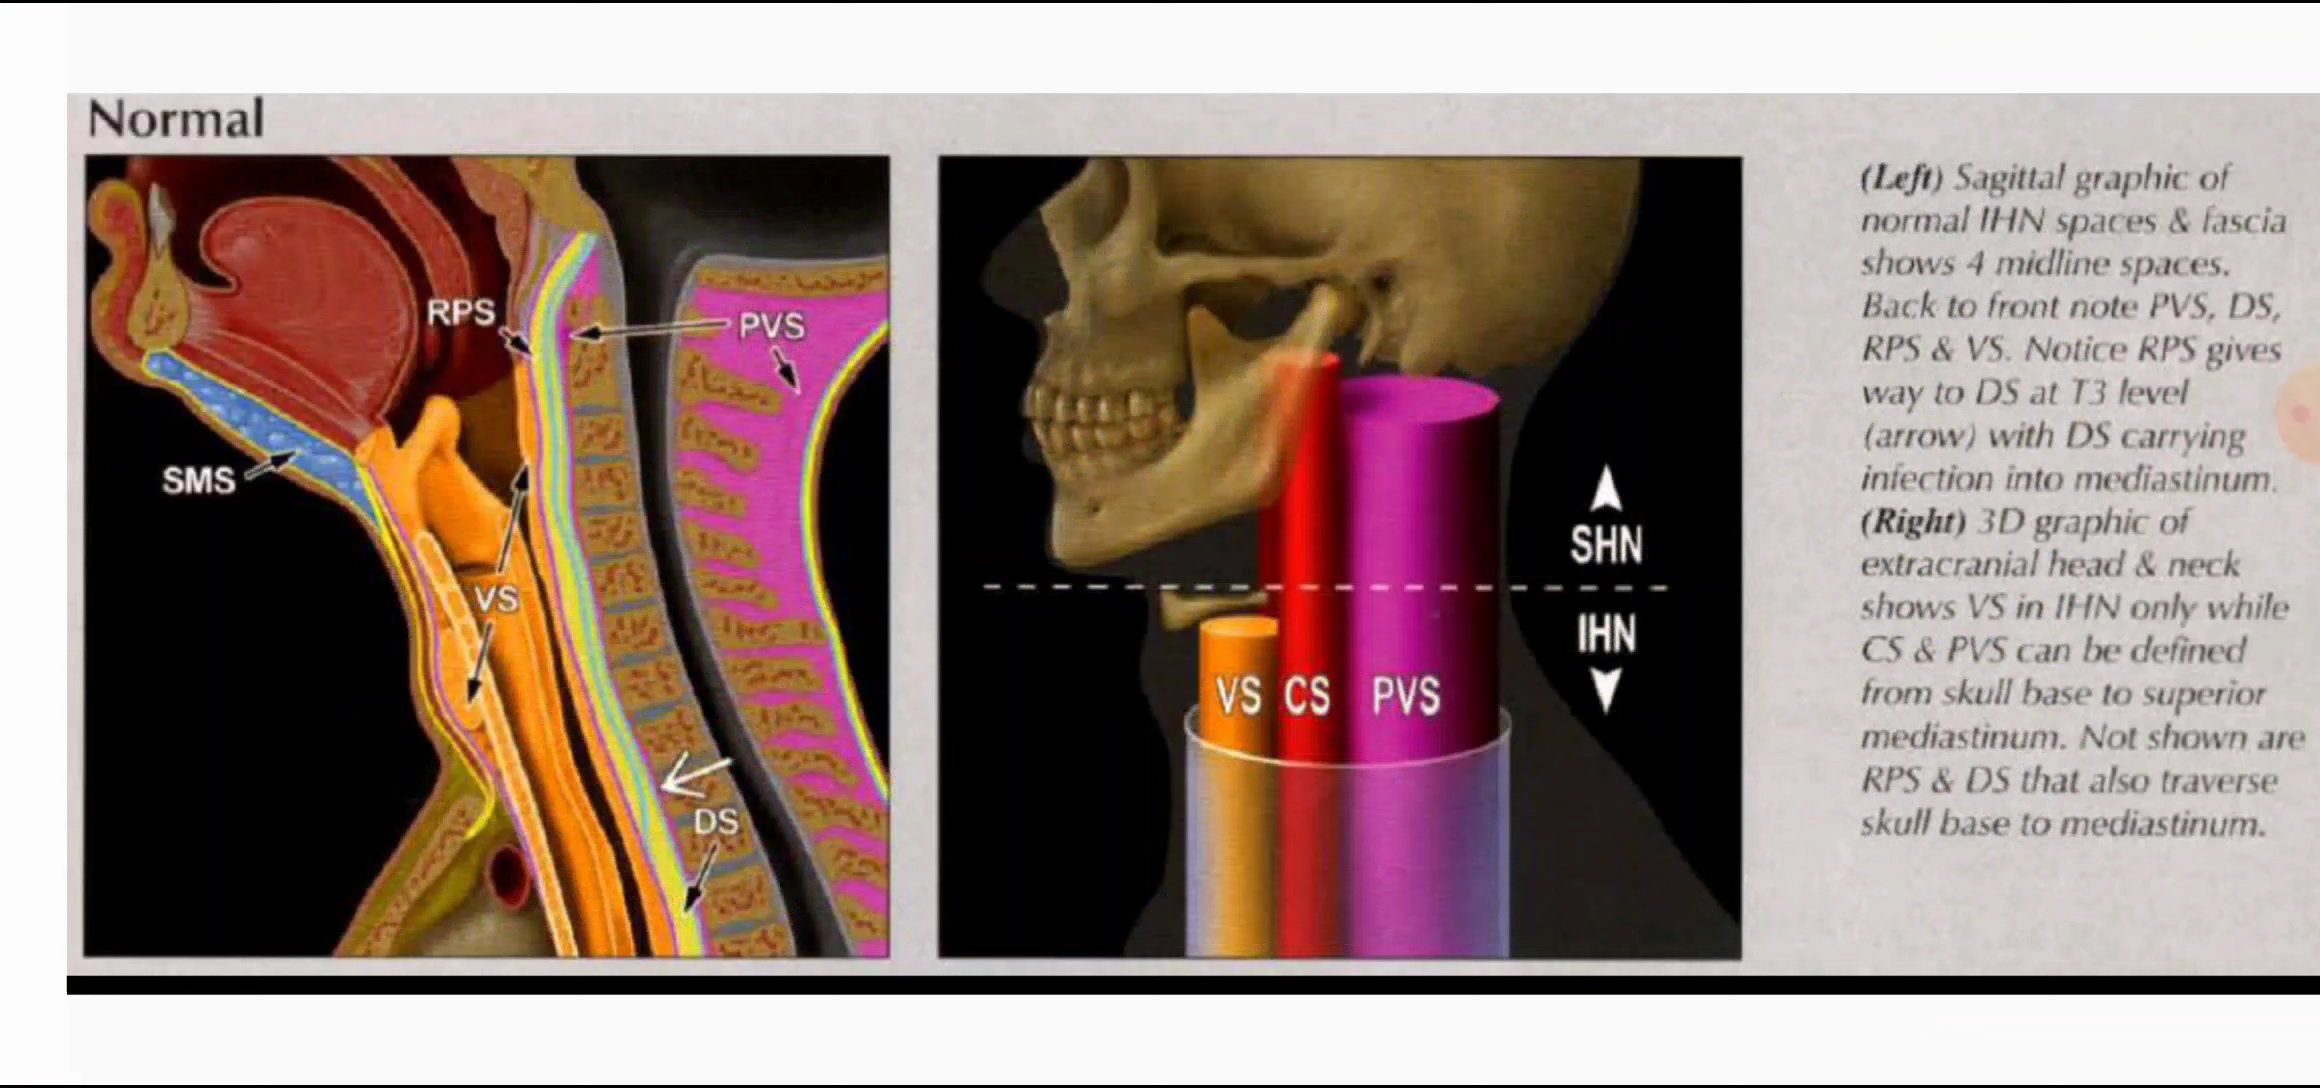 Normal
RPS
PVS
SMS
VS
DS
SHN
IHN
VS CS PVS
(Left) Sagittal graphic of
normal IHN spaces & fascia
shows 4 midline spaces.
Back to front note PVS, DS,
RPS & VS. Notice RPS gives
way to DS at T3 level
(arrow) with DS carrying
infection into mediastinum.
(Right) 3D graphic of
extracranial head & neck
shows VS in IHN only while
CS & PVS can be defined
from skull base to superior
mediastinum. Not shown are
RPS & DS that also traverse
skull base to mediastinum.